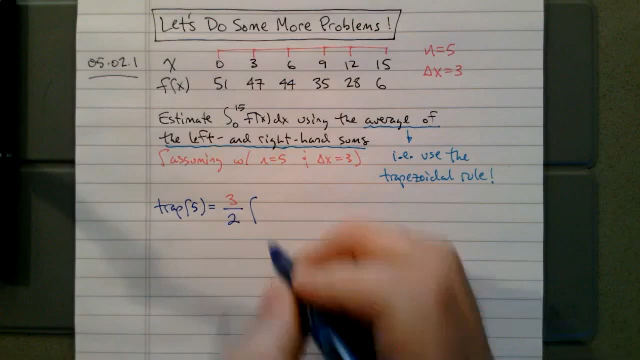 Let's Do Some More Problems!
05.02.1 x 0 3 6 9 12 15 n=5
f(x) 51 47 44 35 28 6 Δx=3
Estimate ∫₀¹⁵ f(x)dx using the average of
the left- and right-hand sums
i.e. use the
trapezoidal rule!
[assuming w/ n=5 & Δx=3)
trap(5) = 3/2 [